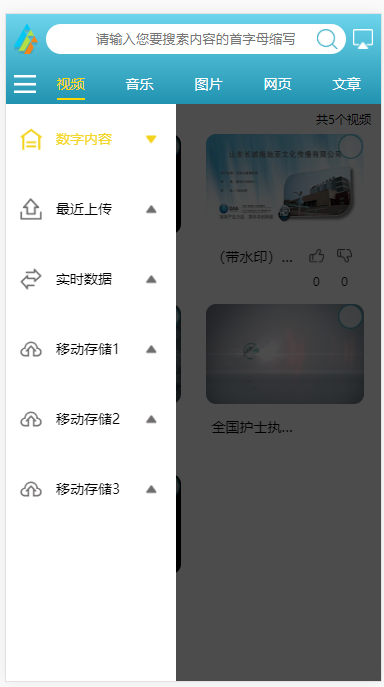 请输入您要搜索内容的首字母缩写
视频 音乐 图片 网页 文章
共5个视频
数字内容
最近上传
实时数据
移动存储1
移动存储2
移动存储3
（带水印）...
0 0
全国护士执...